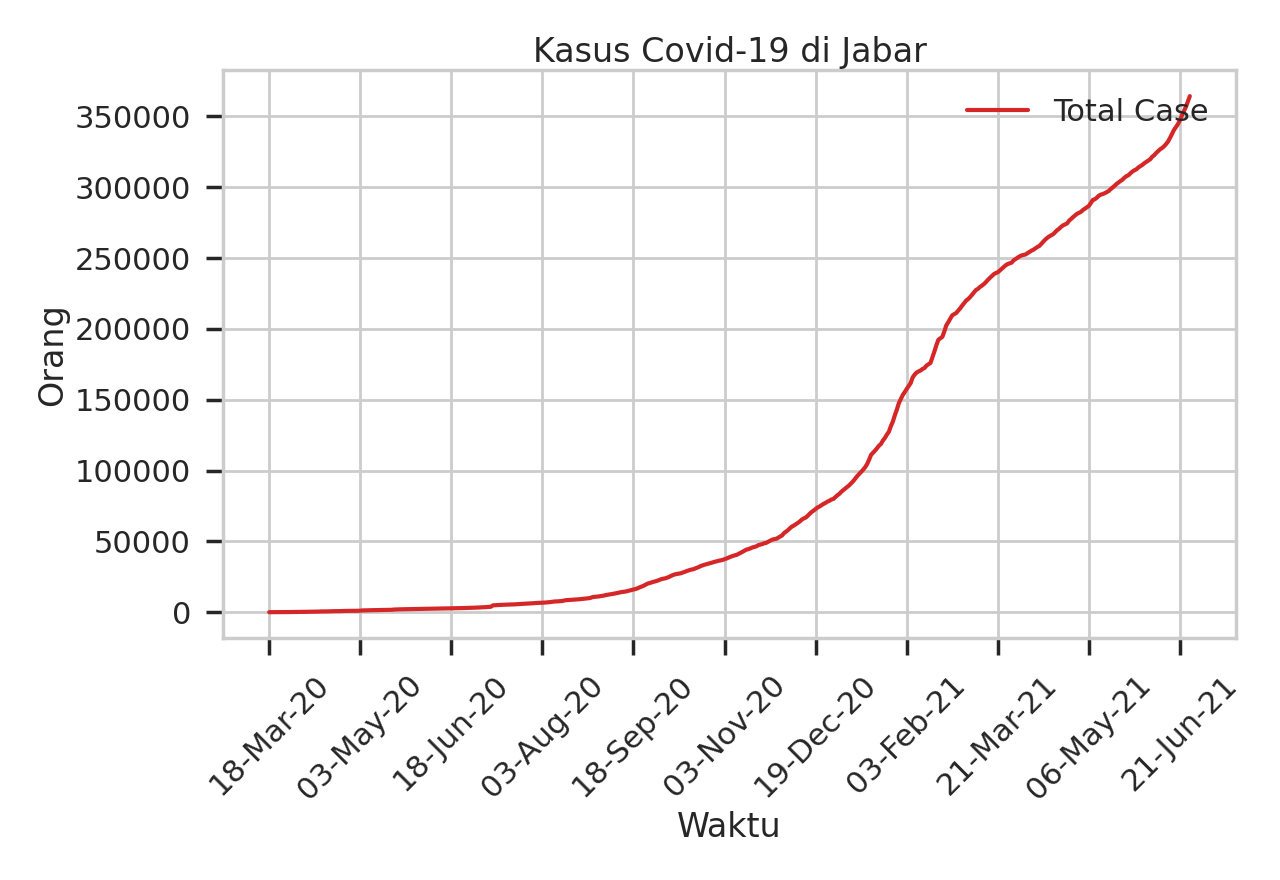 Kasus Covid-19 di Jabar
Total Case
Orang
350000
300000
250000
200000
150000
100000
50000
0
18-Mar-20
03-May-20
18-Jun-20
03-Aug-20
18-Sep-20
03-Nov-20
19-Dec-20
03-Feb-21
21-Mar-21
06-May-21
21-Jun-21
Waktu